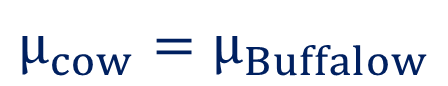 μcow = μBuffalow